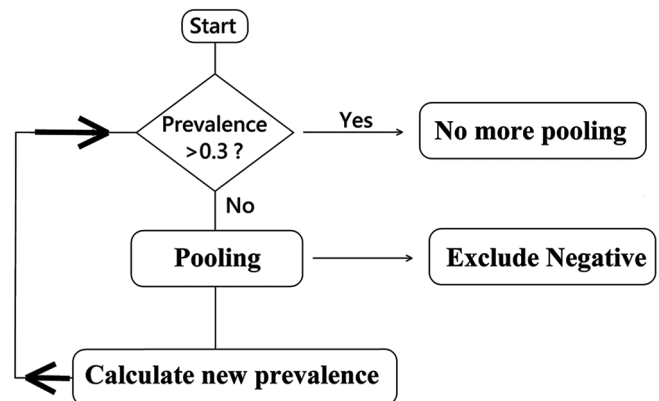 Start
Prevalence
>0.3 ?
Yes
No more pooling
No
Pooling
Exclude Negative
Calculate new prevalence